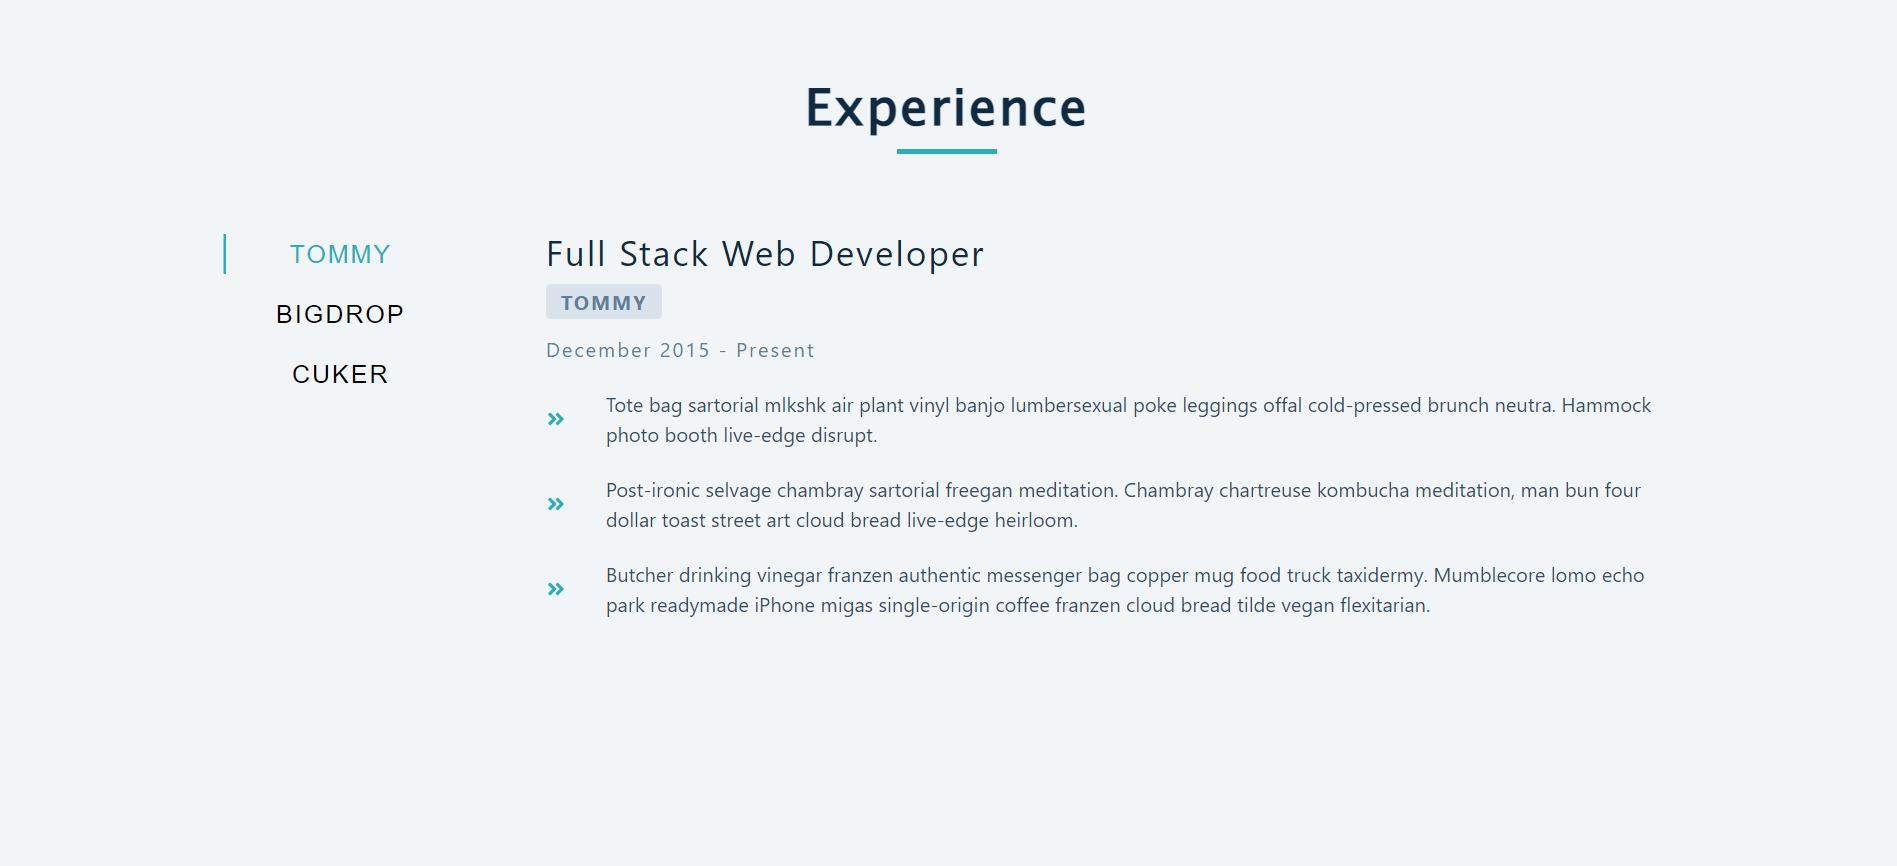 Experience
TOMMY
BIGDROP
CUKER
Full Stack Web Developer
TOMMY
December 2015 - Present
Tote bag sartorial mlkshk air plant vinyl banjo lumbersexual poke leggings offal cold-pressed brunch neutra. Hammock
photo booth live-edge disrupt.
Post-ironic selvage chambray sartorial freegan meditation. Chambray chartreuse kombucha meditation, man bun four
dollar toast street art cloud bread live-edge heirloom.
Butcher drinking vinegar franzen authentic messenger bag copper mug food truck taxidermy. Mumblecore lomo echo
park readymade iPhone migas single-origin coffee franzen cloud bread tilde vegan flexitarian.